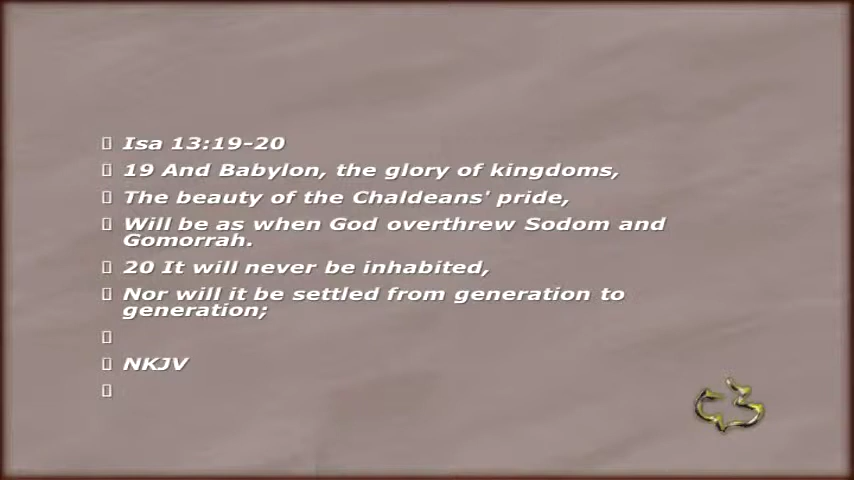 Isa 13:19-20
19 And Babylon, the glory of kingdoms,
The beauty of the Chaldeans' pride,
Will be as when God overthrew Sodom and
Gomorrah.
20 It will never be inhabited,
Nor will it be settled from generation to
generation;
NKJV